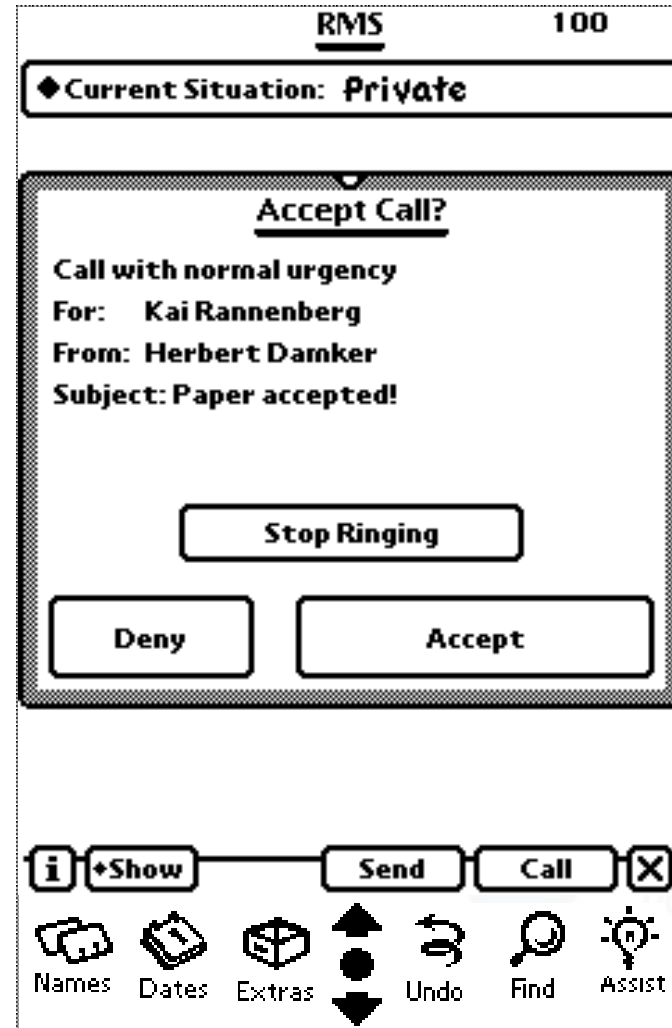 RMS 100
◆Current Situation: Private
Accept Call?
Call with normal urgency
For: Kai Rannenberg
From: Herbert Damker
Subject: Paper accepted!
Stop Ringing
Deny Accept
i ◆Show Send Call X
Names Dates Extras Undo Find Assist